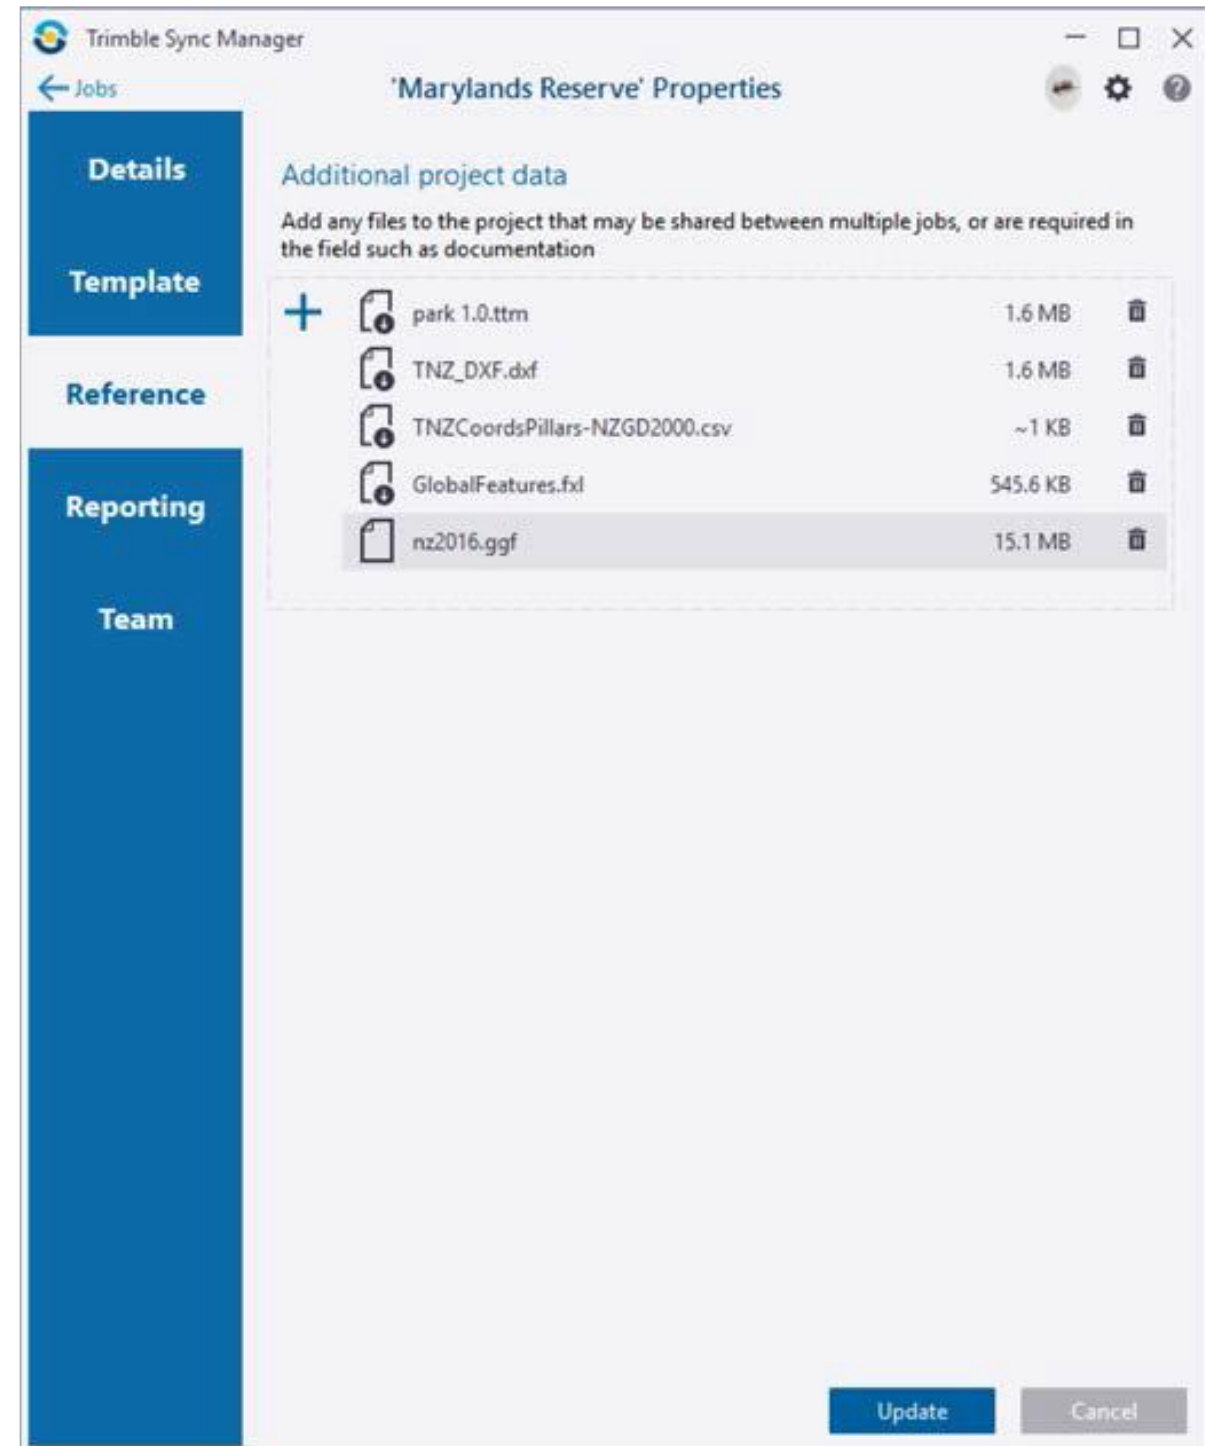 Trimble Sync Manager
Jobs
'Marylands Reserve' Properties
Details
Template
Reference
Reporting
Team
Additional project data
Add any files to the project that may be shared between multiple jobs, or are required in
the field such as documentation
park 1.0.ttm 1.6 MB
TNZ_DXF.dxf 1.6 MB
TNZCoordsPillars-NZGD2000.csv ~1 KB
GlobalFeatures.fxl 545.6 KB
nz2016.ggf 15.1 MB
Update Cancel